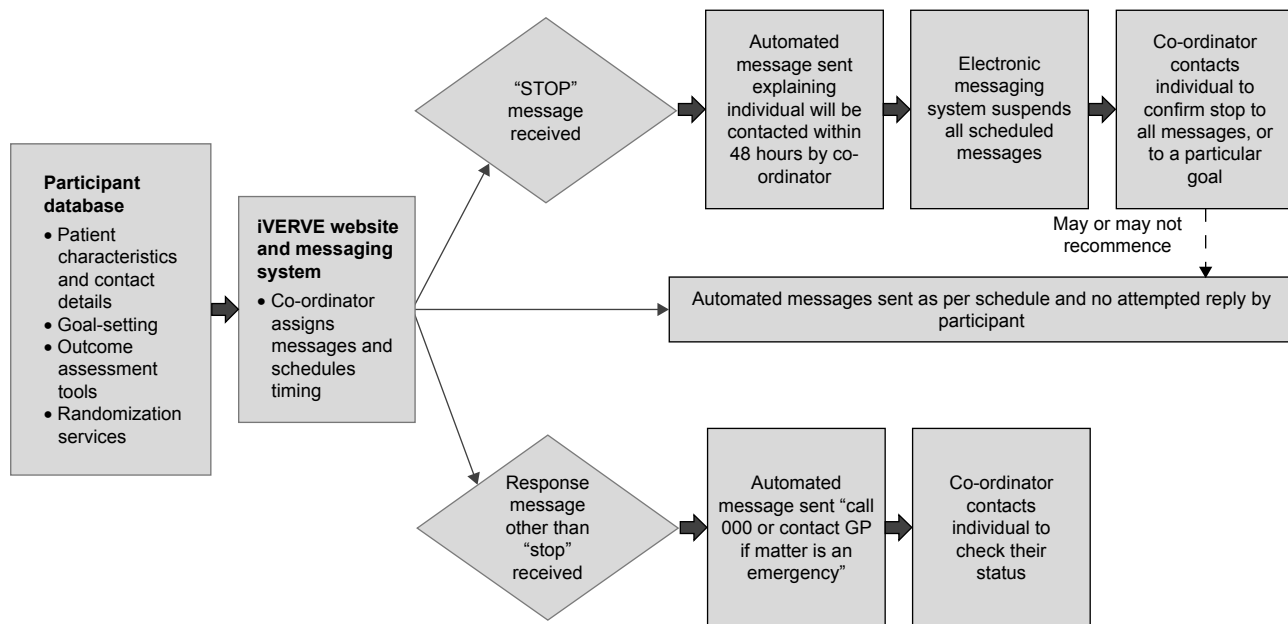 Participant
database
• Patient
characteristics
and contact
details
• Goal-setting
• Outcome
assessment
tools
• Randomization
services
iVERVE website
and messaging
system
• Co-ordinator
assigns
messages and
schedules
timing
“STOP”
message
received
Automated
message sent
explaining
individual will be
contacted within
48 hours by co-
ordinator
Electronic
messaging
system suspends
all scheduled
messages
Co-ordinator
contacts
individual to
confirm stop to
all messages, or
to a particular
goal
May or may not
recommence
Automated messages sent as per schedule and no attempted reply by
participant
Response
message
other than
“stop”
received
Automated
message sent “call
000 or contact GP
if matter is an
emergency”
Co-ordinator
contacts
individual to
check their
status